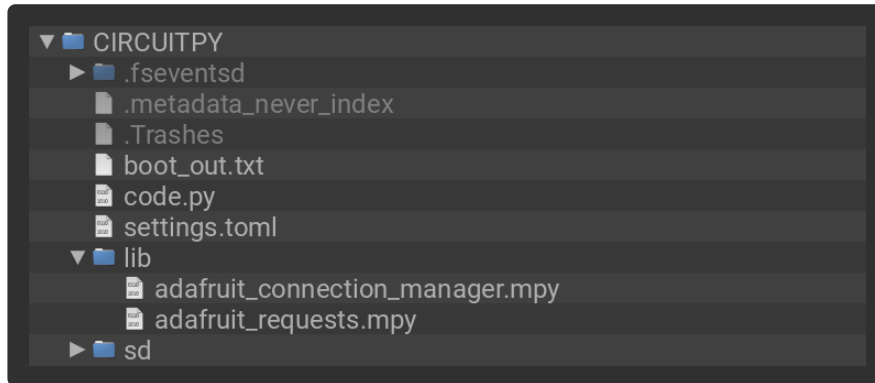 CIRCUITPY
.fseventsd
.metadata_never_index
.Trashes
boot_out.txt
code.py
settings.toml
lib
adafruit_connection_manager.mpy
adafruit_requests.mpy
sd